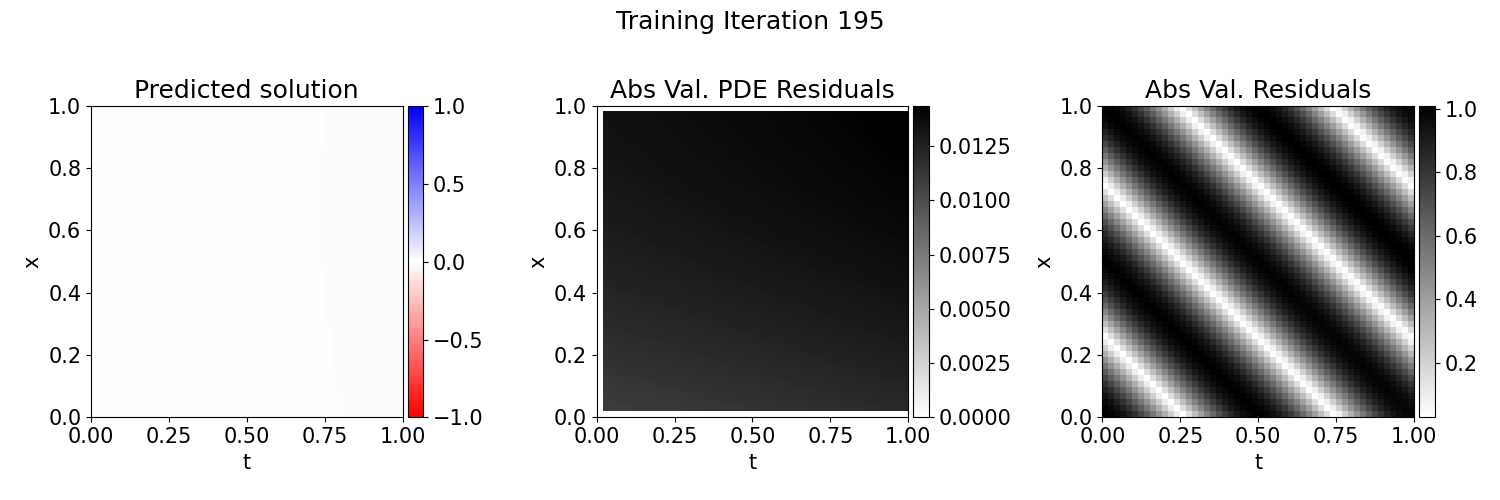 Training Iteration 195
Predicted solution
1.0
0.8
0.6
0.4
0.2
0.0
x
0.00 0.25 0.50 0.75 1.00
t
1.0
0.5
0.0
−0.5
−1.0
Abs Val. PDE Residuals
1.0
0.8
0.6
0.4
0.2
0.0
x
0.00 0.25 0.50 0.75 1.00
t
0.0125
0.0100
0.0075
0.0050
0.0025
0.0000
Abs Val. Residuals
1.0
0.8
0.6
0.4
0.2
0.0
x
0.00 0.25 0.50 0.75 1.00
t
1.0
0.8
0.6
0.4
0.2